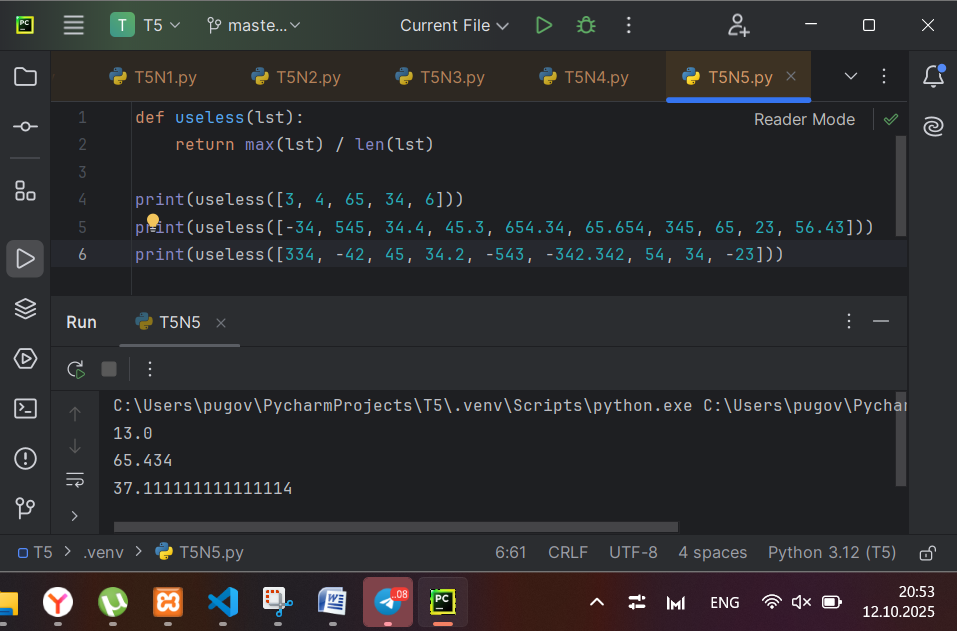 PC T T5 maste... Current File
T5N1.py T5N2.py T5N3.py T5N4.py T5N5.py
1 def useless(lst): Reader Mode
2 return max(lst) / len(lst)
3
4 print(useless([3, 4, 65, 34, 6]))
5 print(useless([-34, 545, 34.4, 45.3, 654.34, 65.654, 345, 65, 23, 56.43]))
6 print(useless([334, -42, 45, 34.2, -543, -342.342, 54, 34, -23]))
Run T5N5
C:\Users\pugov\PycharmProjects\T5\.venv\Scripts\python.exe C:\Users\pugov\Pychar
13.0
65.434
37.111111111111114
T5 > .venv > T5N5.py 6:61 CRLF UTF-8 4 spaces Python 3.12 (T5)
..08 PC ENG 20:53
12.10.2025